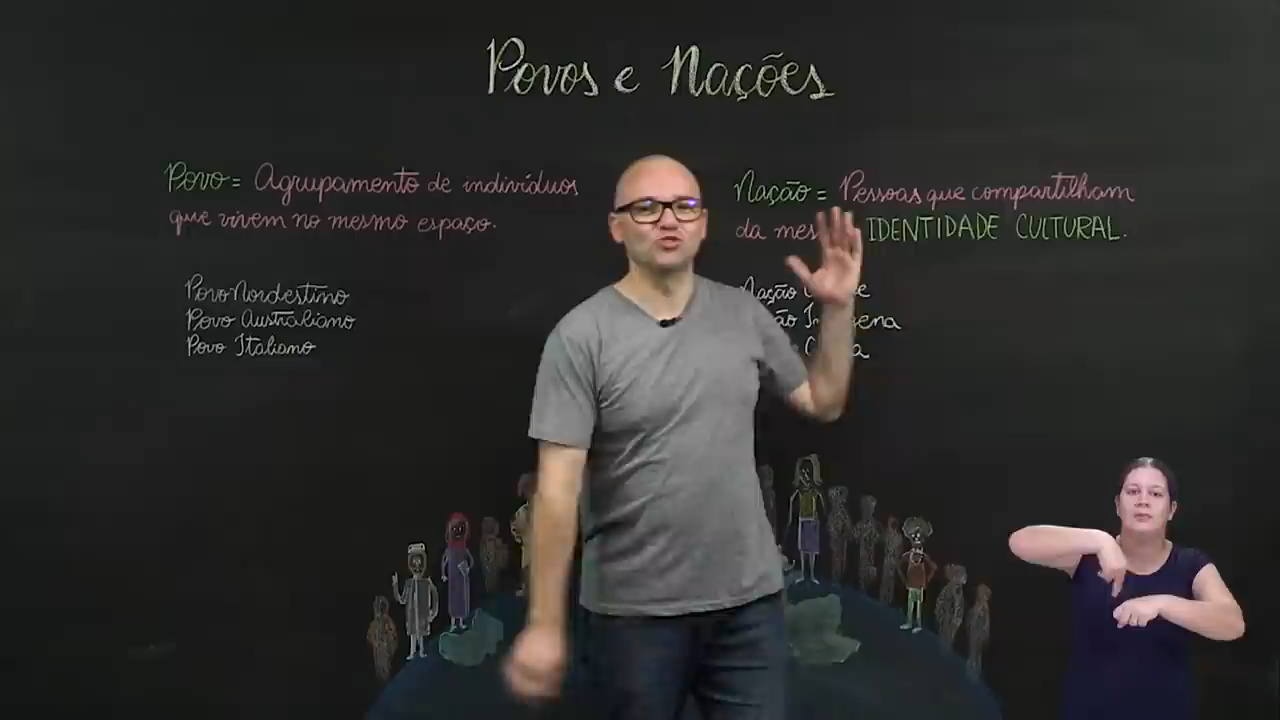 Povos e Nações
Povo = Agrupamento de indivíduos
que vivem no mesmo espaço.
Povo Nordestino
Povo Australiano
Povo Italiano
Nação = Pessoas que compartilham
da IDENTIDADE CULTURAL.
Nação